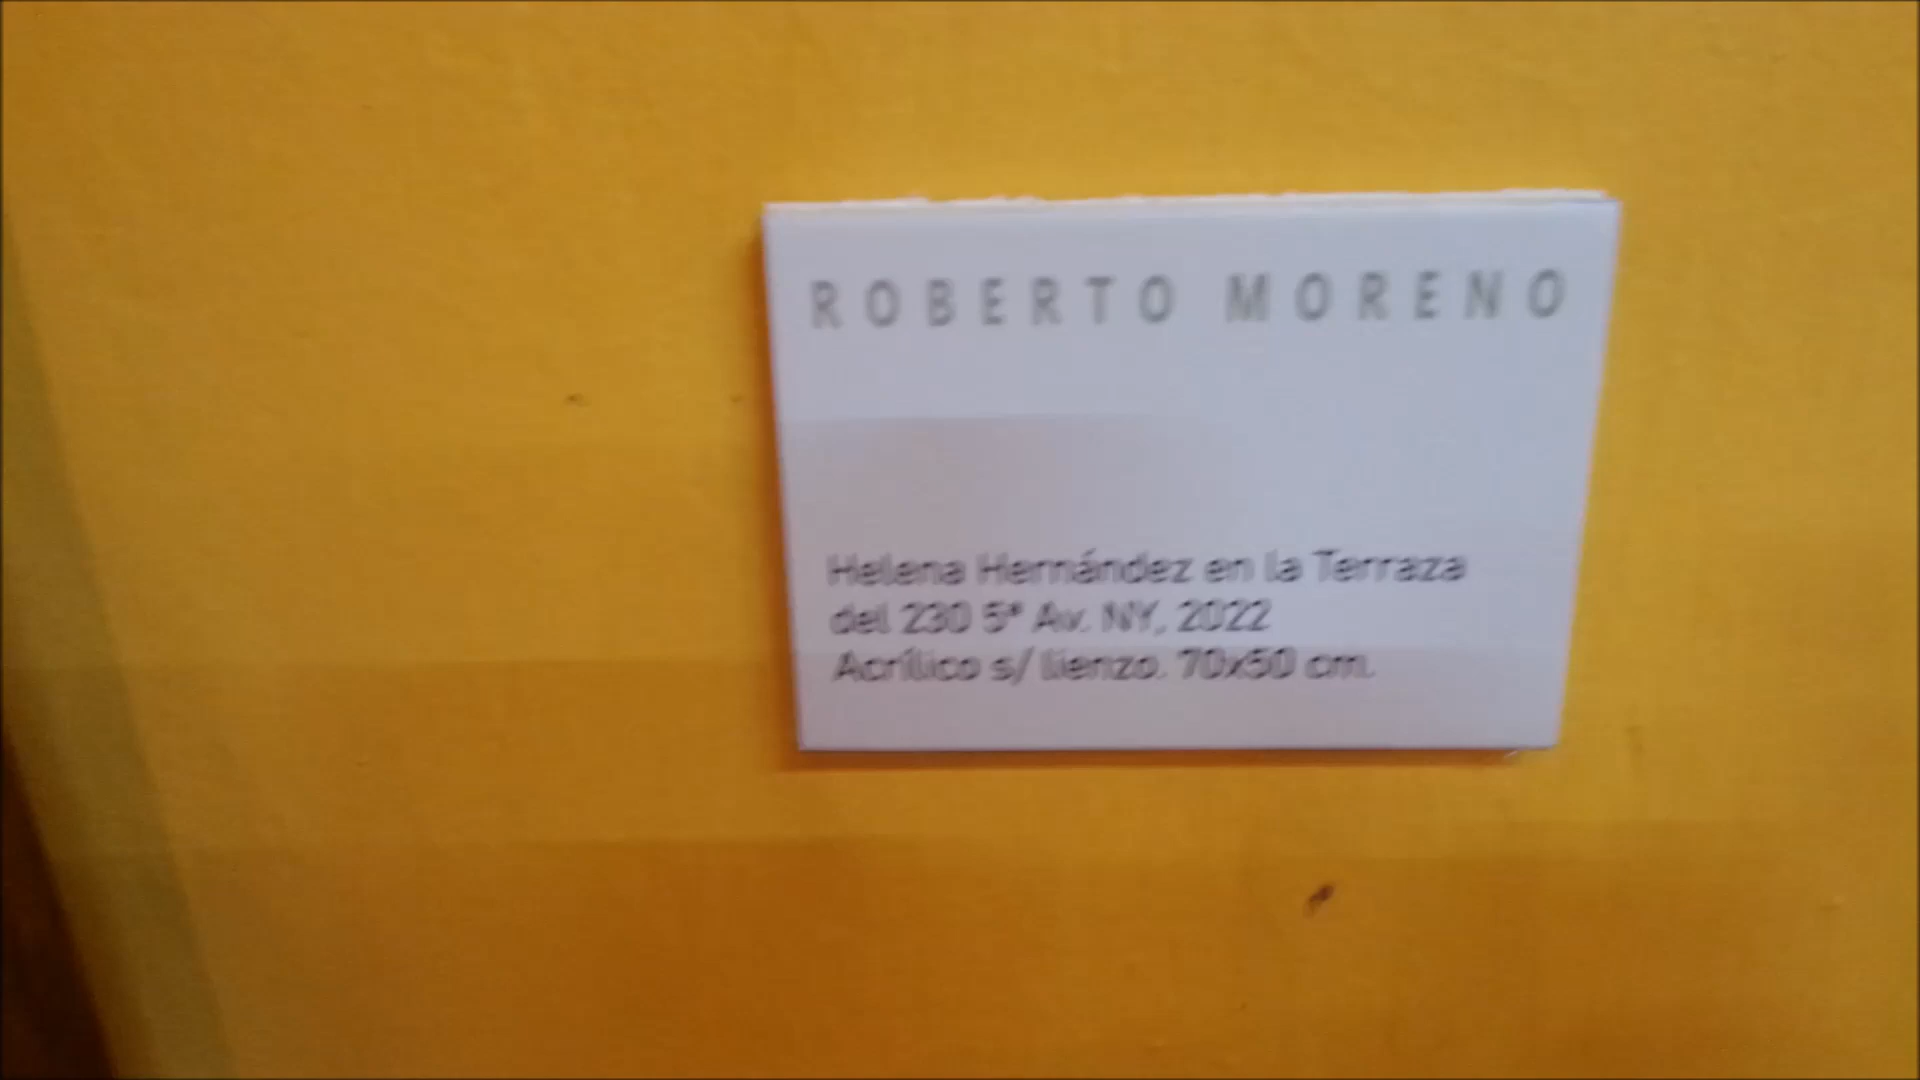 ROBERTO MORENO
Helena Hernández en la Terraza
del 230 5ª Av. NY, 2022
Acrílico s/ lienzo. 70x50 cm.